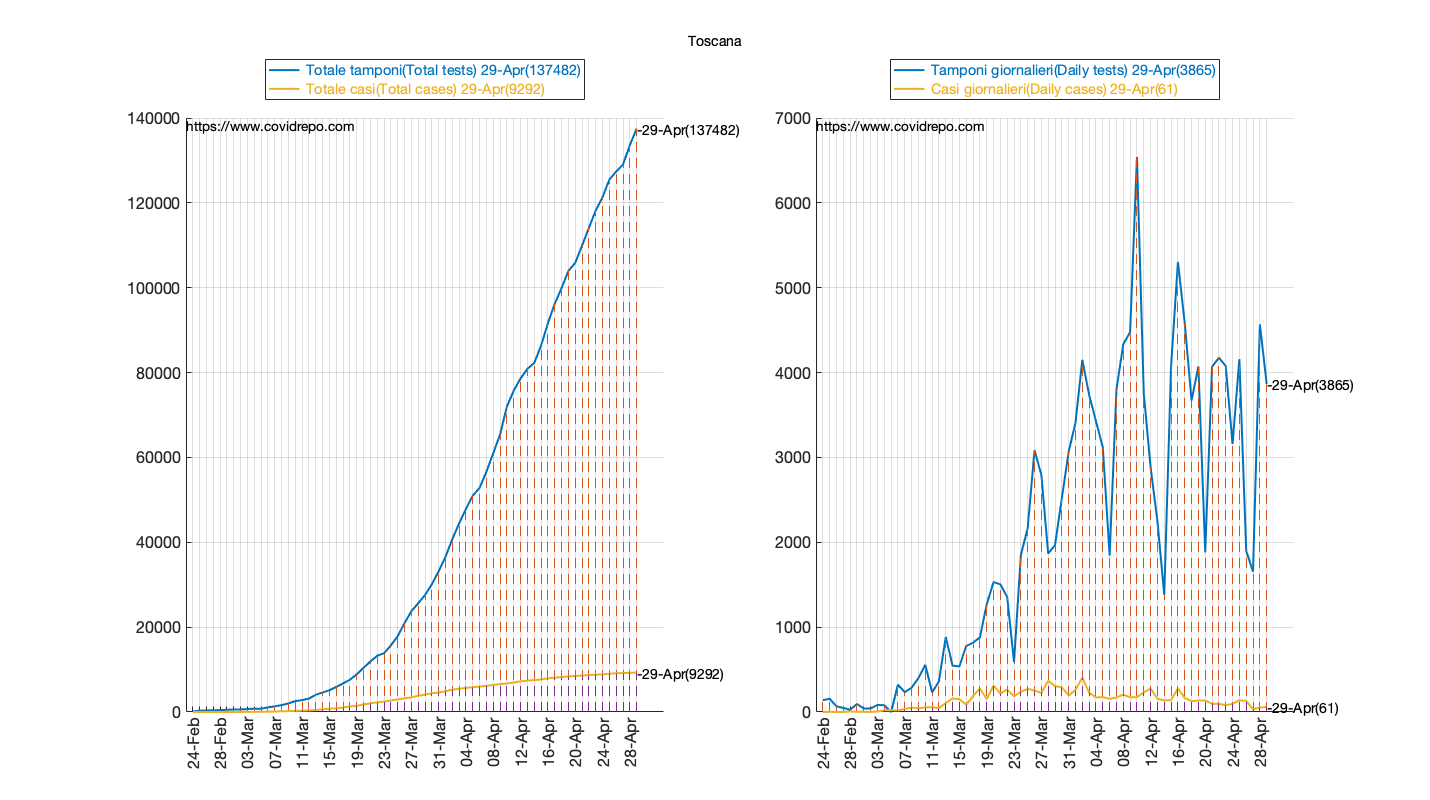 Toscana
Totale tamponi(Total tests) 29-Apr(137482)
Totale casi(Total cases) 29-Apr(9292)
https://www.covidrepo.com
140000
120000
100000
80000
60000
40000
20000
0
-29-Apr(137482)
-29-Apr(9292)
24-Feb
28-Feb
03-Mar
07-Mar
11-Mar
15-Mar
19-Mar
23-Mar
27-Mar
31-Mar
04-Apr
08-Apr
12-Apr
16-Apr
20-Apr
24-Apr
28-Apr
Tamponi giornalieri(Daily tests) 29-Apr(3865)
Casi giornalieri(Daily cases) 29-Apr(61)
https://www.covidrepo.com
7000
6000
5000
4000
3000
2000
1000
0
-29-Apr(3865)
-29-Apr(61)
24-Feb
28-Feb
03-Mar
07-Mar
11-Mar
15-Mar
19-Mar
23-Mar
27-Mar
31-Mar
04-Apr
08-Apr
12-Apr
16-Apr
20-Apr
24-Apr
28-Apr